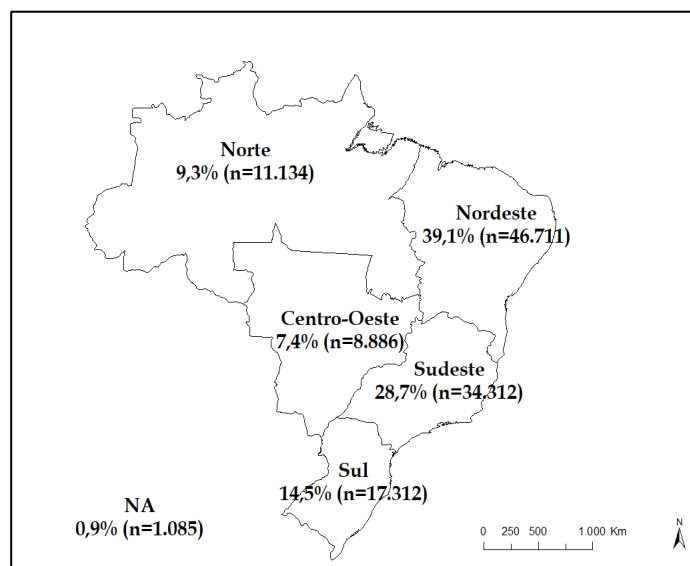 Norte
9,3% (n=11.134)
Nordeste
39,1% (n=46.711)
Centro-Oeste
7,4% (n=8.886)
Sudeste
28,7% (n=34.312)
Sul
14,5% (n=17.312)
NA
0,9% (n=1.085)
0 250 500 1.000 Km
N